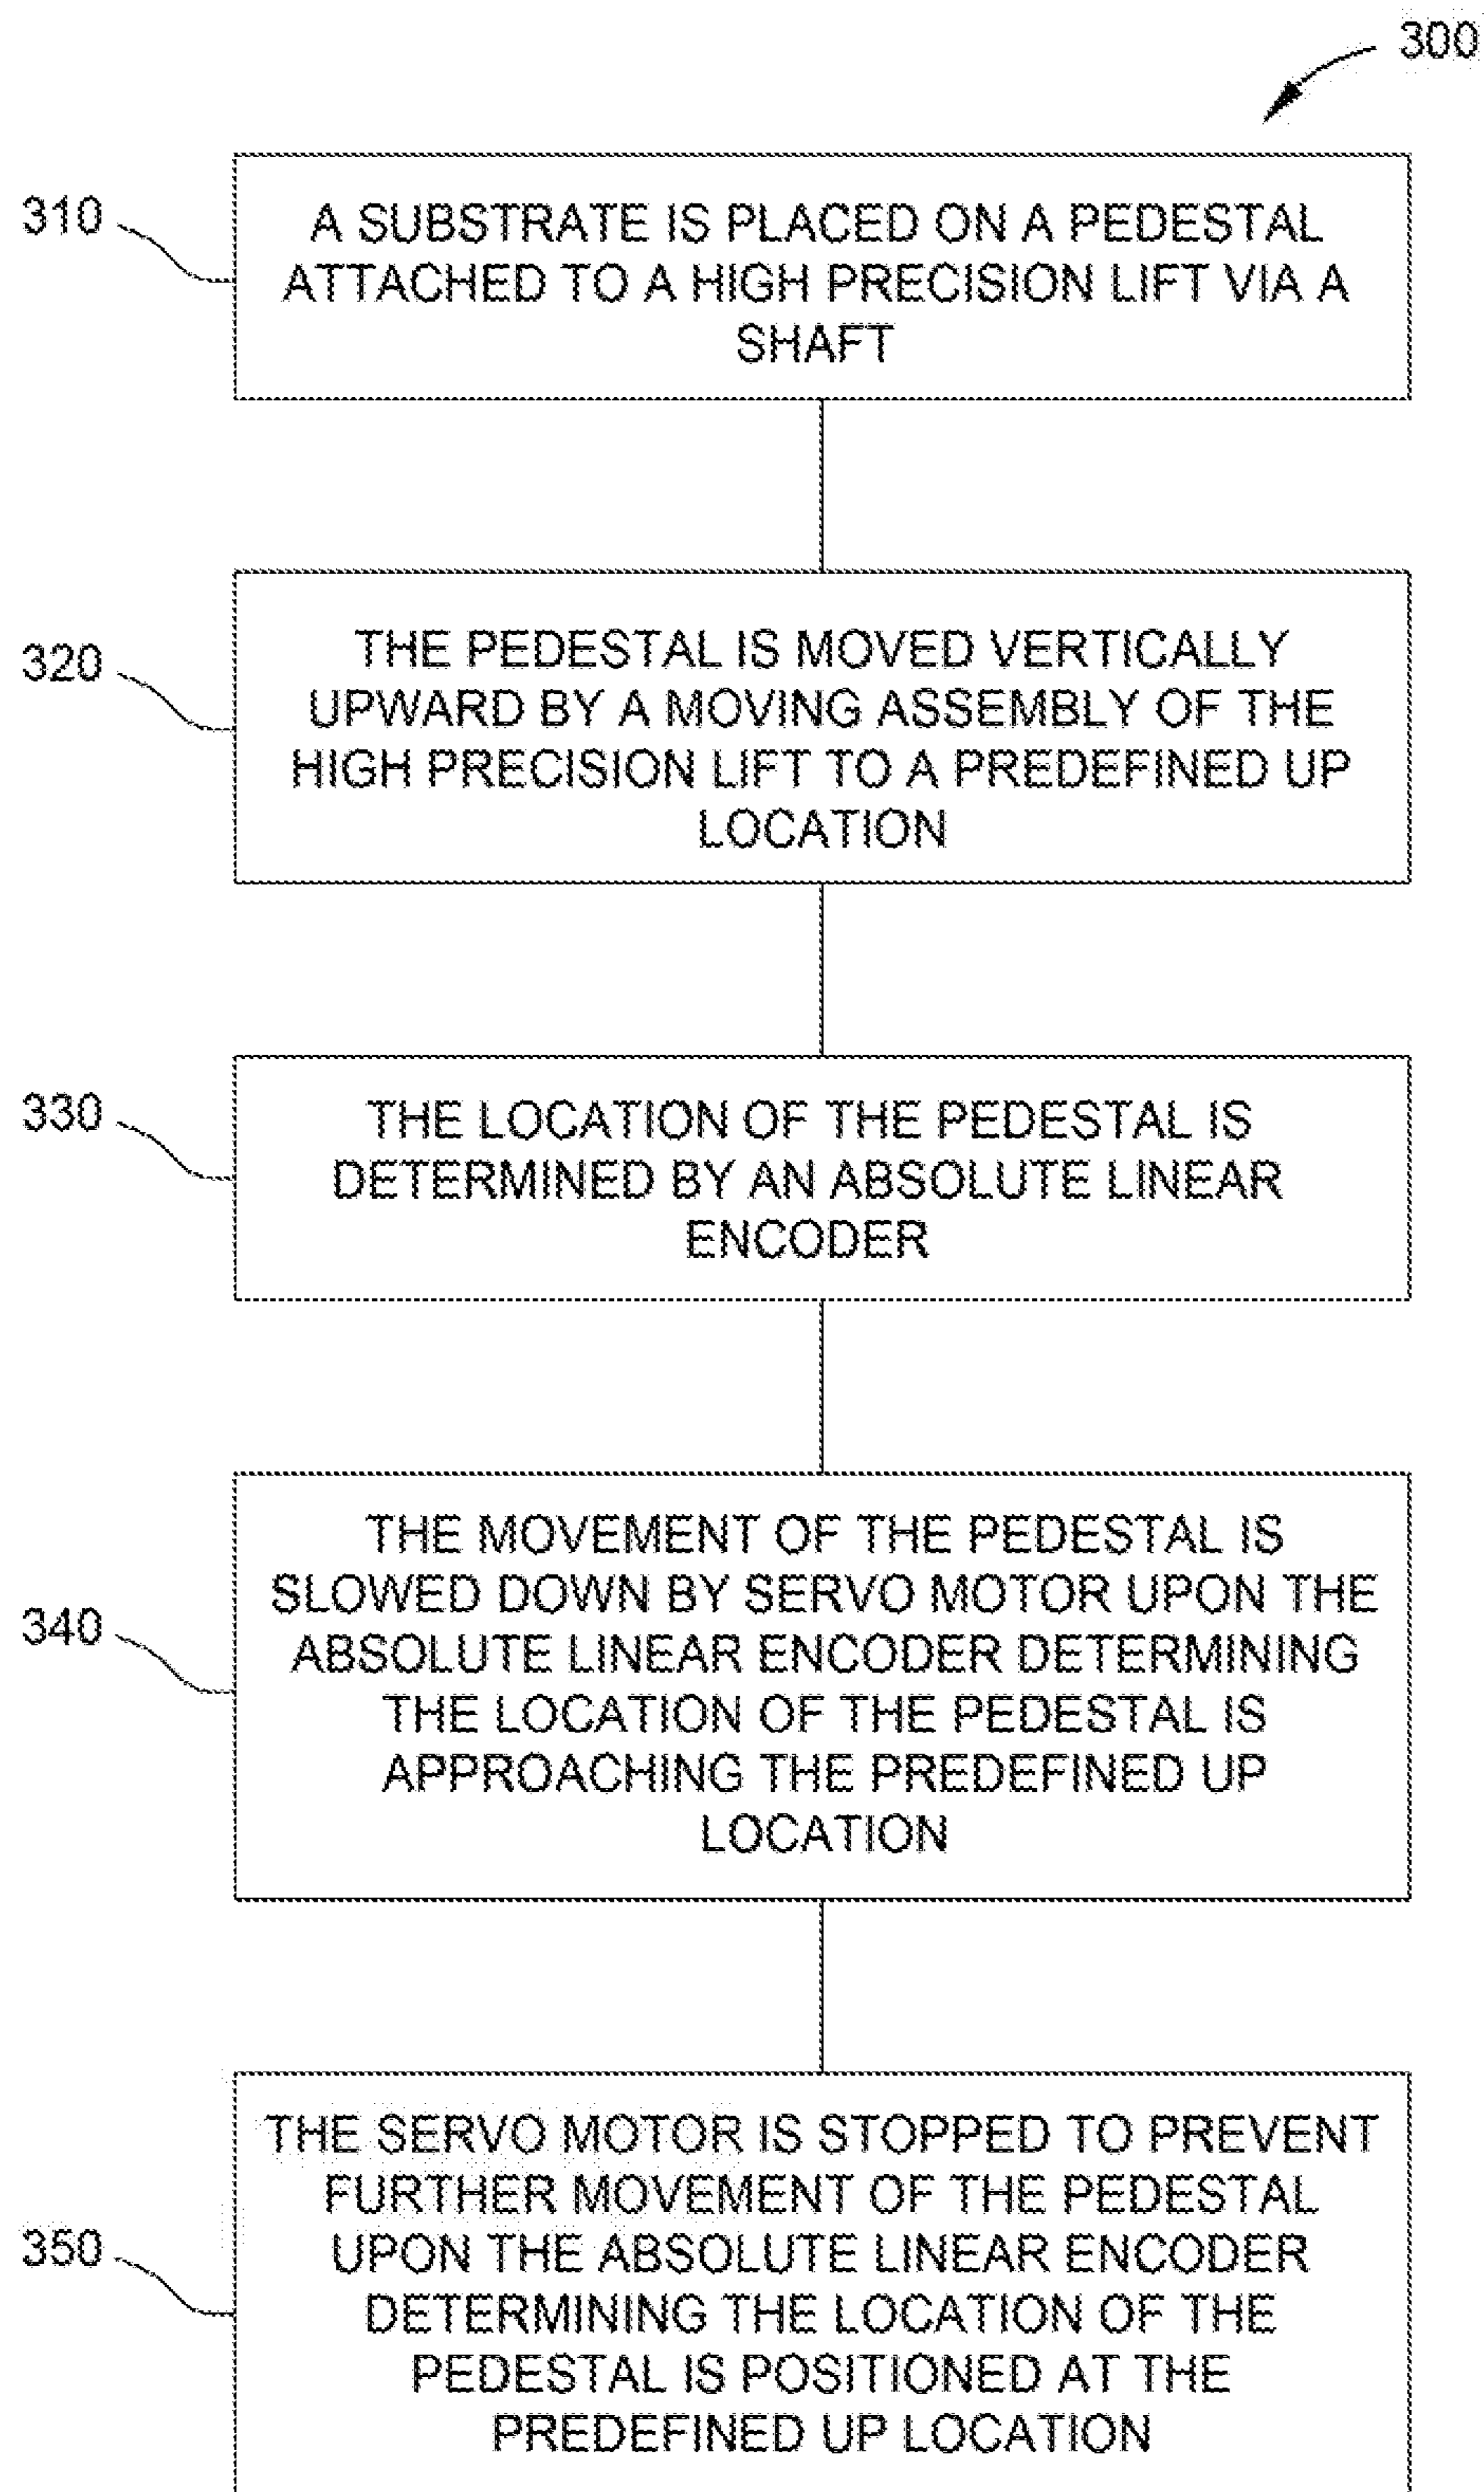 300
310
A SUBSTRATE IS PLACED ON A PEDESTAL
ATTACHED TO A HIGH PRECISION LIFT VIA A
SHAFT
320
THE PEDESTAL IS MOVED VERTICALLY
UPWARD BY A MOVING ASSEMBLY OF THE
HIGH PRECISION LIFT TO A PREDEFINED UP
LOCATION
330
THE LOCATION OF THE PEDESTAL IS
DETERMINED BY AN ABSOLUTE LINEAR
ENCODER
340
THE MOVEMENT OF THE PEDESTAL IS
SLOWED DOWN BY SERVO MOTOR UPON THE
ABSOLUTE LINEAR ENCODER DETERMINING
THE LOCATION OF THE PEDESTAL IS
APPROACHING THE PREDEFINED UP
LOCATION
350
THE SERVO MOTOR IS STOPPED TO PREVENT
FURTHER MOVEMENT OF THE PEDESTAL
UPON THE ABSOLUTE LINEAR ENCODER
DETERMINING THE LOCATION OF THE
PEDESTAL IS POSITIONED AT THE
PREDEFINED UP LOCATION